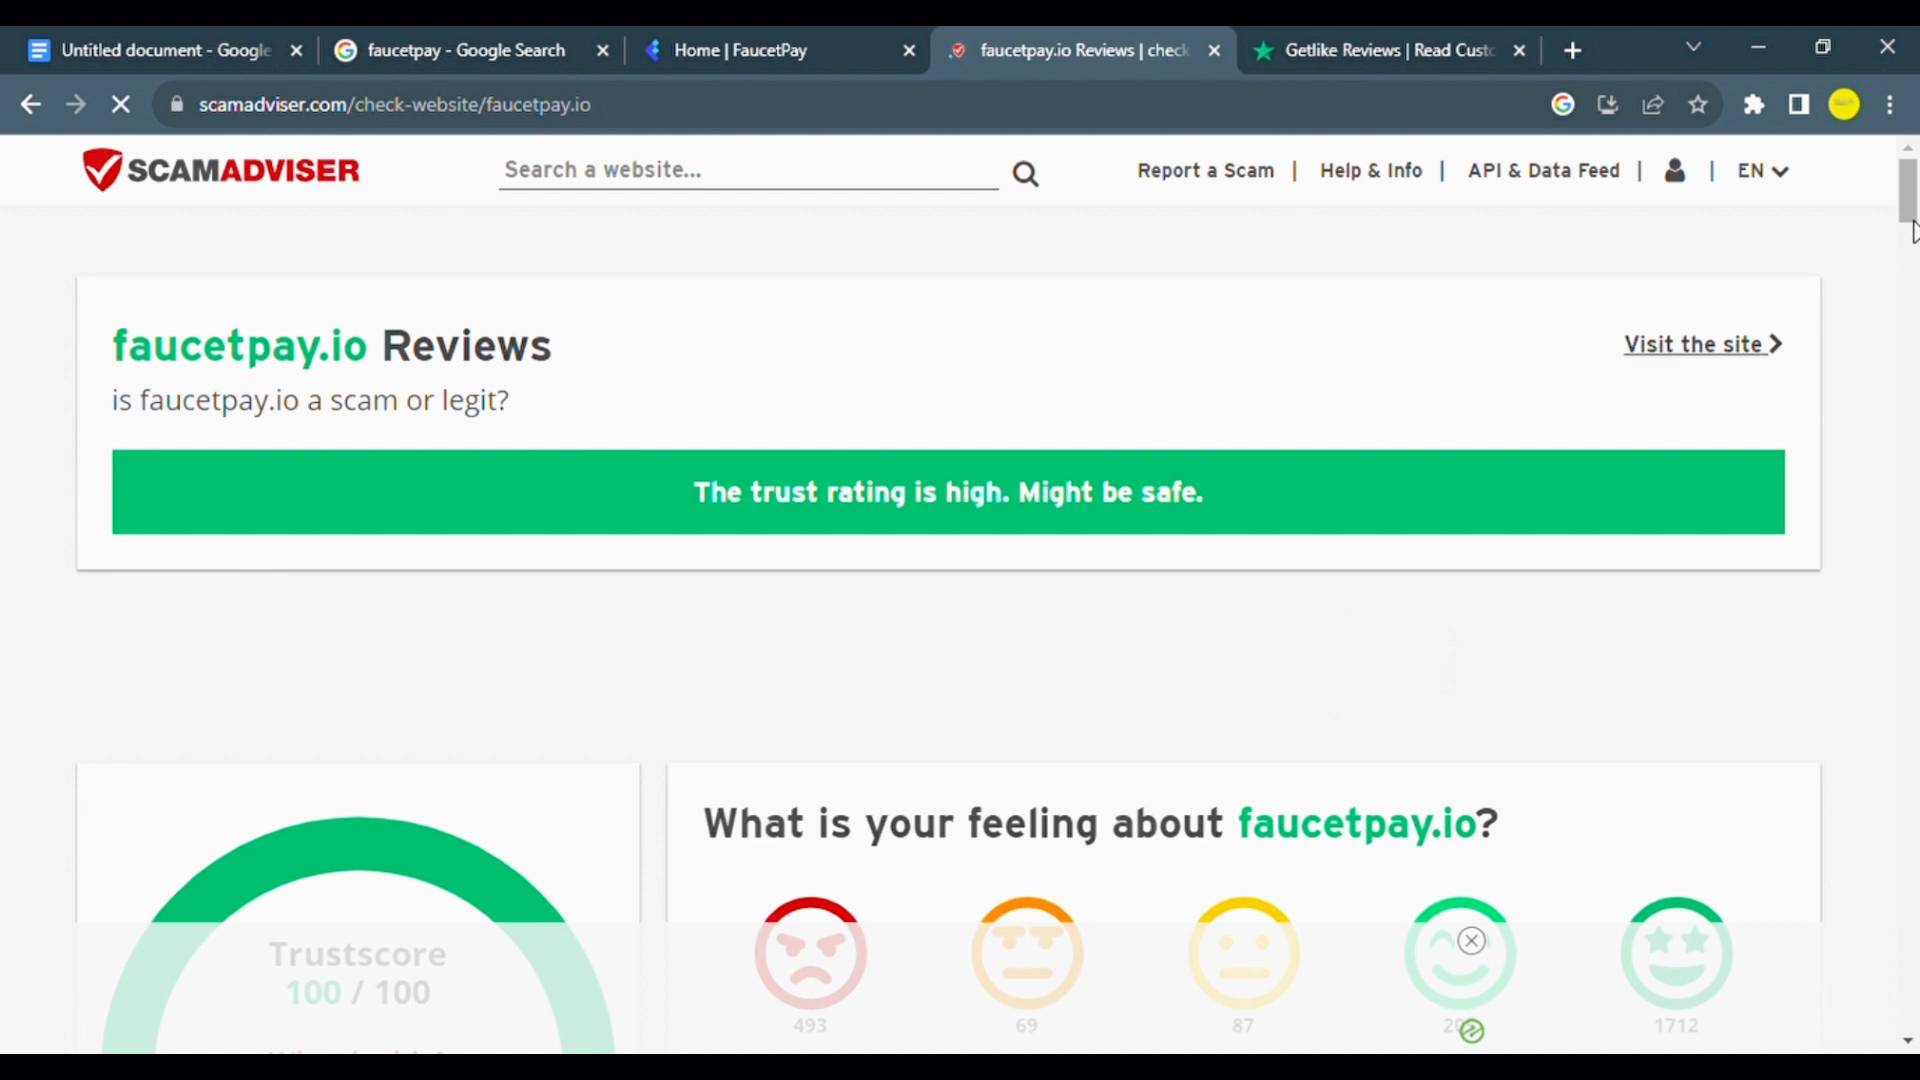 Untitled document - Google
faucetpay - Google Search
Home | FaucetPay
faucetpay.io Reviews | check
Getlike Reviews | Read Custo
scamadviser.com/check-website/faucetpay.io
SCAMADVISER
Search a website...
Report a Scam | Help & Info | API & Data Feed | | EN
faucetpay.io Reviews
Visit the site
is faucetpay.io a scam or legit?
The trust rating is high. Might be safe.
What is your feeling about faucetpay.io?
Trustscore
100 / 100
493
69
87
1712